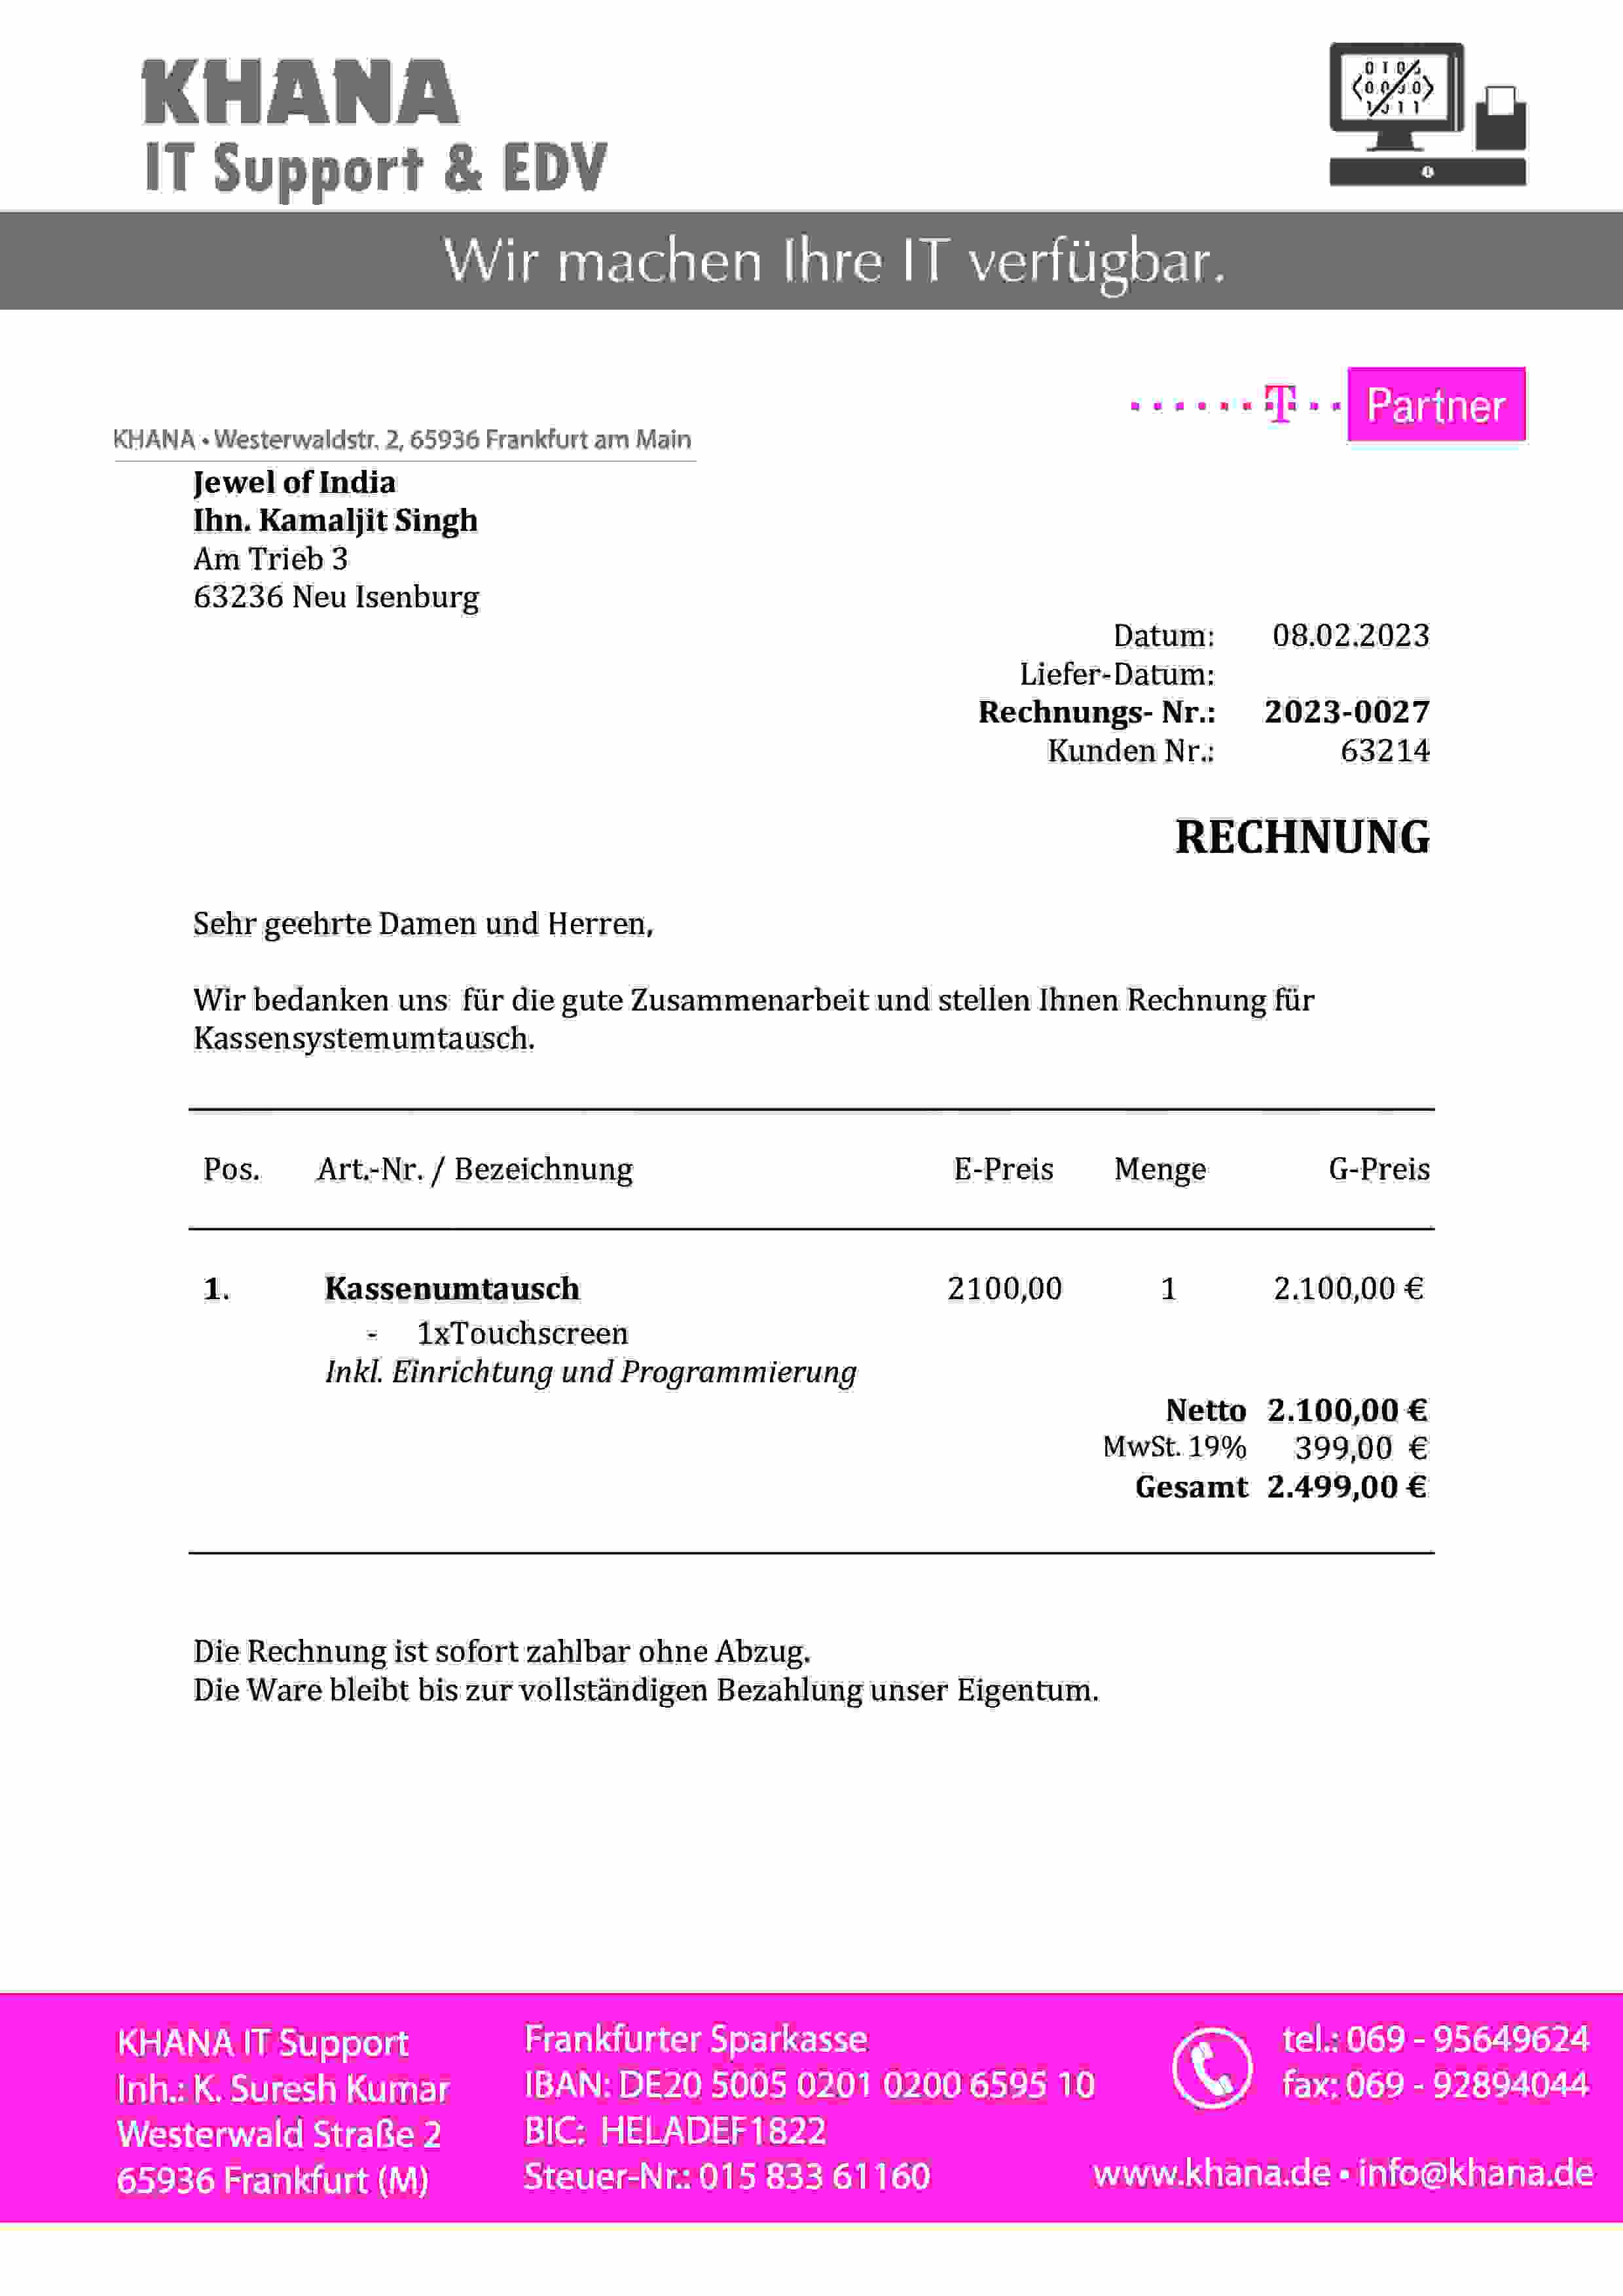 KHANA
IT Support & EDV
Wir machen Ihre IT verfügbar.
T Partner
KHANA • Westerwaldstr. 2, 65936 Frankfurt am Main
Jewel of India
Ihn. Kamaljit Singh
Am Trieb 3
63236 Neu Isenburg
Datum: 08.02.2023
Liefer-Datum:
Rechnungs- Nr.: 2023-0027
Kunden Nr.: 63214
RECHNUNG
Sehr geehrte Damen und Herren,
Wir bedanken uns für die gute Zusammenarbeit und stellen Ihnen Rechnung für
Kassensystemumtausch.
Pos. Art.-Nr. / Bezeichnung E-Preis Menge G-Preis
1. Kassenumtausch 2100,00 1 2.100,00 €
- 1xTouchscreen
Inkl. Einrichtung und Programmierung
Netto 2.100,00 €
MwSt. 19% 399,00 €
Gesamt 2.499,00 €
Die Rechnung ist sofort zahlbar ohne Abzug.
Die Ware bleibt bis zur vollständigen Bezahlung unser Eigentum.
KHANA IT Support
Inh.: K. Suresh Kumar
Westerwald Straße 2
65936 Frankfurt (M)
Frankfurter Sparkasse
IBAN: DE20 5005 0201 0200 6595 10
BIC: HELADEF1822
Steuer-Nr.: 015 833 61160
tel.: 069 - 95649624
fax: 069 - 92894044
www.khana.de • info@khana.de